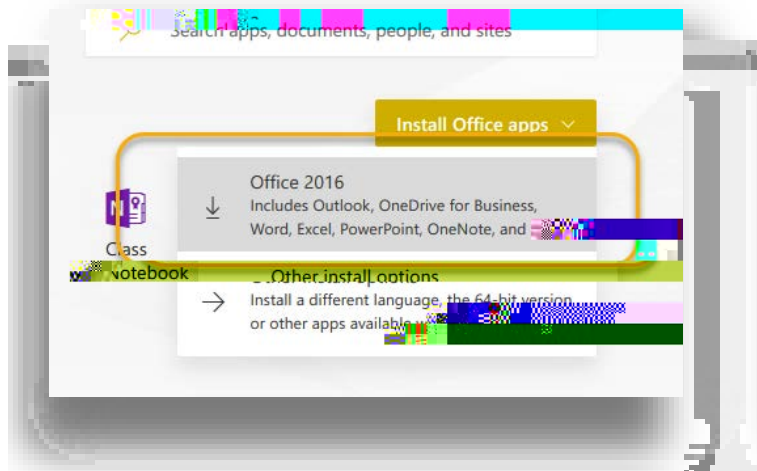 Search apps, documents, people, and sites
Install Office apps
Office 2016
Includes Outlook, OneDrive for Business,
Word, Excel, PowerPoint, OneNote, and
Class
Notebook
Other install options
Install a different language, the 64-bit version
or other apps available